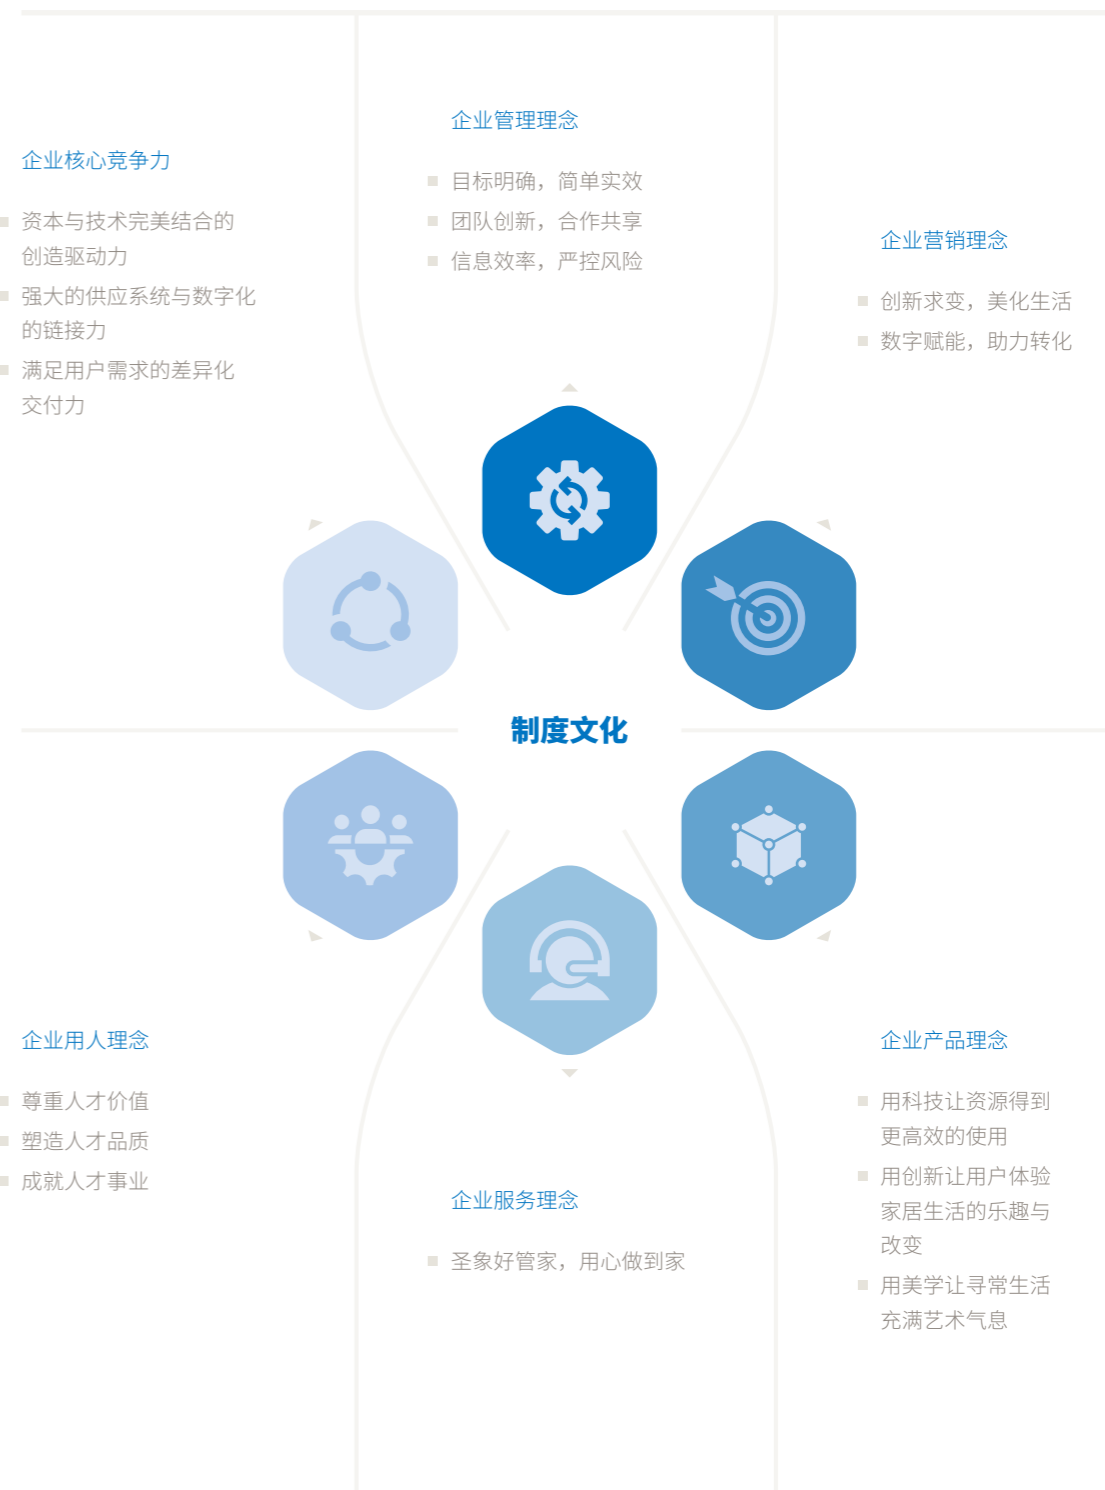 企业核心竞争力
资本与技术完美结合的
创造驱动力
强大的供应系统与数字化
的链接力
满足用户需求的差异化
交付力
企业管理理念
目标明确，简单实效
团队创新，合作共享
信息效率，严控风险
企业营销理念
创新求变，美化生活
数字赋能，助力转化
制度文化
企业用人理念
尊重人才价值
塑造人才品质
成就人才事业
企业服务理念
圣象好管家，用心做到家
企业产品理念
用科技让资源得到
更高效的使用
用创新让用户体验
家居生活的乐趣与
改变
用美学让寻常生活
充满艺术气息